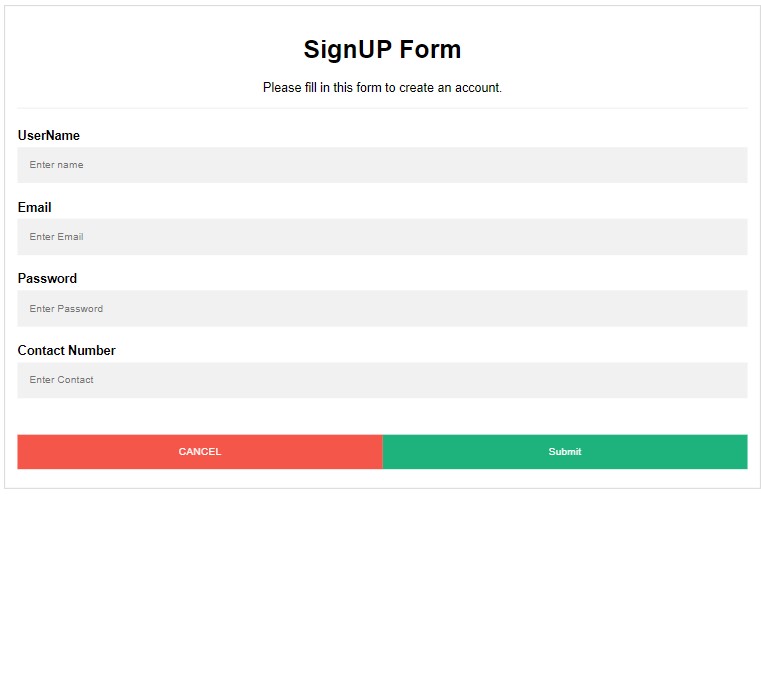 SignUP Form
Please fill in this form to create an account.
UserName
Enter name
Email
Enter Email
Password
Enter Password
Contact Number
Enter Contact
CANCEL Submit